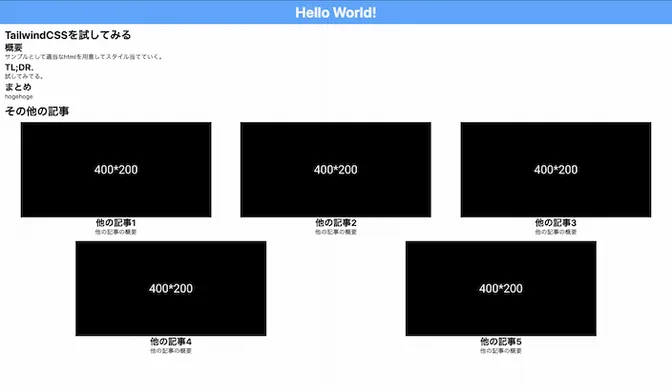 Hello World!
TailwindCSSを試してみる
概要
サンプルとして適当なhtmlを用意してスタイル当てていく。
TL;DR.
試してみてる。
まとめ
hogehoge
その他の記事
400*200
400*200
400*200
他の記事1
他の記事2
他の記事3
他の記事の概要
他の記事の概要
他の記事の概要
400*200
400*200
他の記事4
他の記事5
他の記事の概要
他の記事の概要